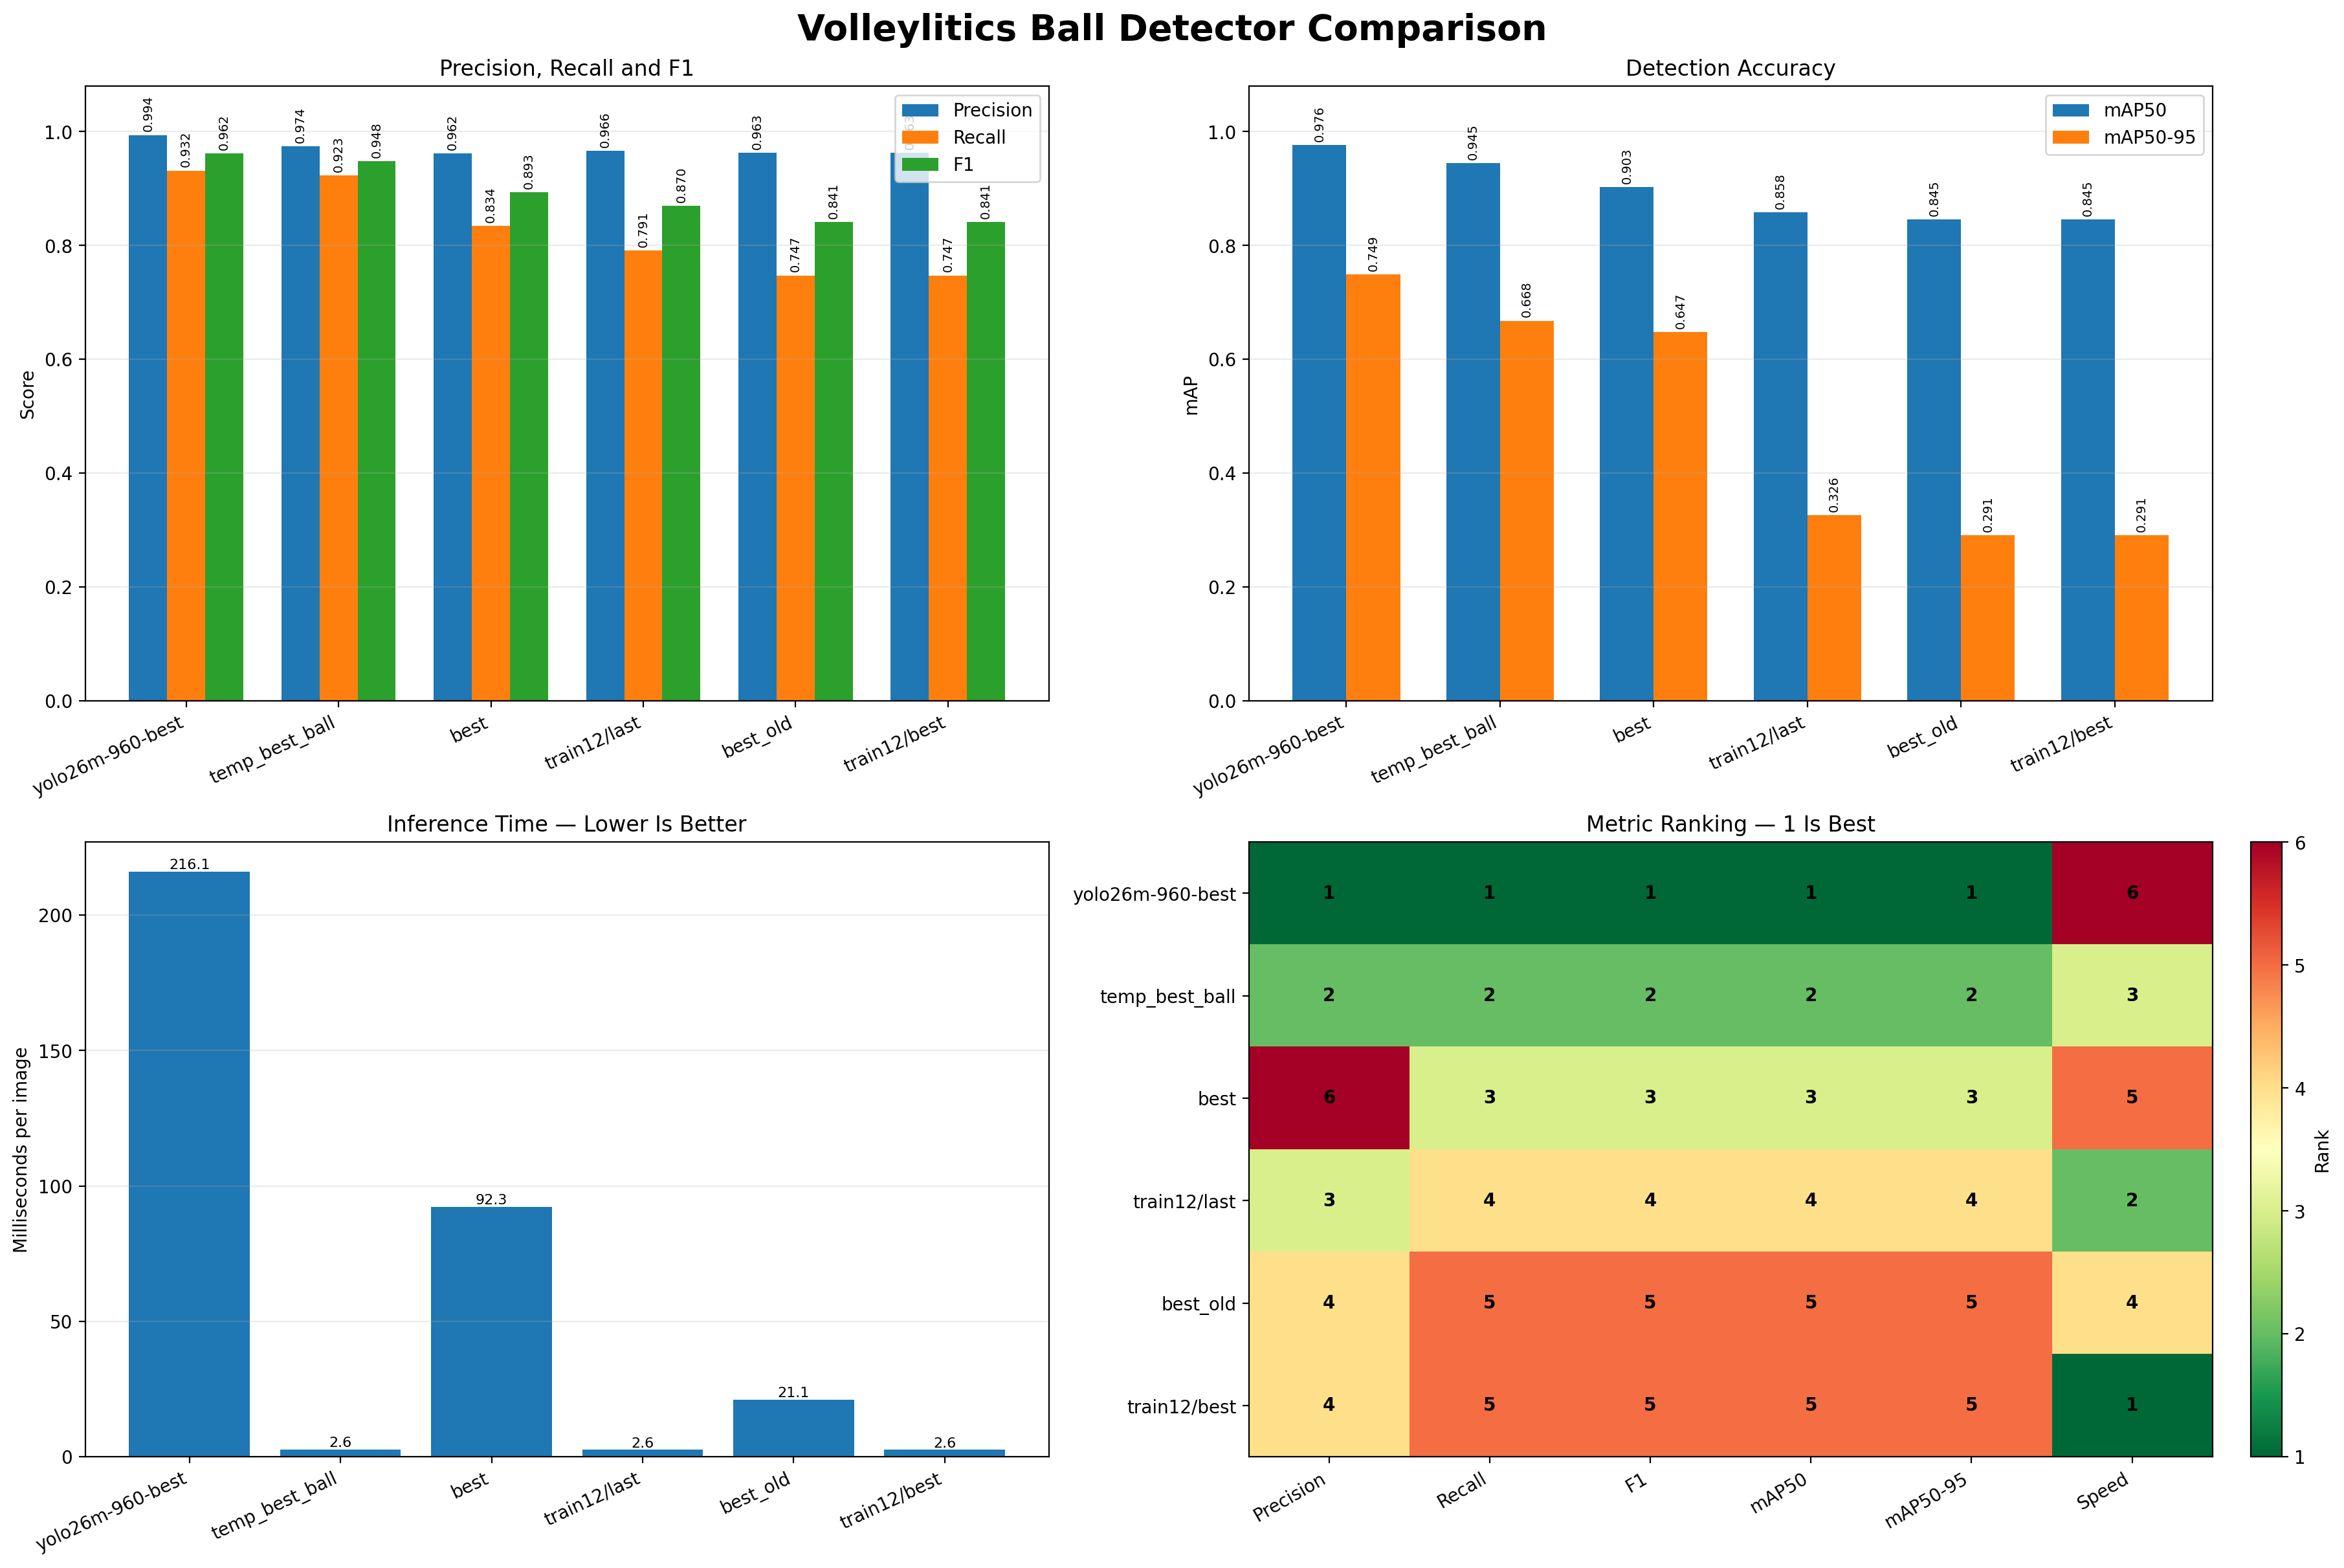 Volleylitics Ball Detector Comparison
Precision, Recall and F1
Score
1.0
0.8
0.6
0.4
0.2
0.0
0.994
0.932
0.962
0.974
0.923
0.948
0.962
0.834
0.893
0.966
0.791
0.870
0.963
0.747
0.841
0.963
0.747
0.841
Precision
Recall
F1
yolo26m-960-best
temp_best_ball
best
train12/last
best_old
train12/best
Detection Accuracy
mAP
1.0
0.8
0.6
0.4
0.2
0.0
0.976
0.749
0.945
0.668
0.903
0.647
0.858
0.326
0.845
0.291
0.845
0.291
mAP50
mAP50-95
yolo26m-960-best
temp_best_ball
best
train12/last
best_old
train12/best
Inference Time — Lower Is Better
Milliseconds per image
200
150
100
50
0
216.1
2.6
92.3
2.6
21.1
2.6
yolo26m-960-best
temp_best_ball
best
train12/last
best_old
train12/best
Metric Ranking — 1 Is Best
yolo26m-960-best 1 1 1 1 1 6
temp_best_ball 2 2 2 2 2 3
best 6 3 3 3 3 5
train12/last 3 4 4 4 4 2
best_old 4 5 5 5 5 4
train12/best 4 5 5 5 5 1
Precision
Recall
F1
mAP50
mAP50-95
Speed
6
5
4
3
2
1
Rank